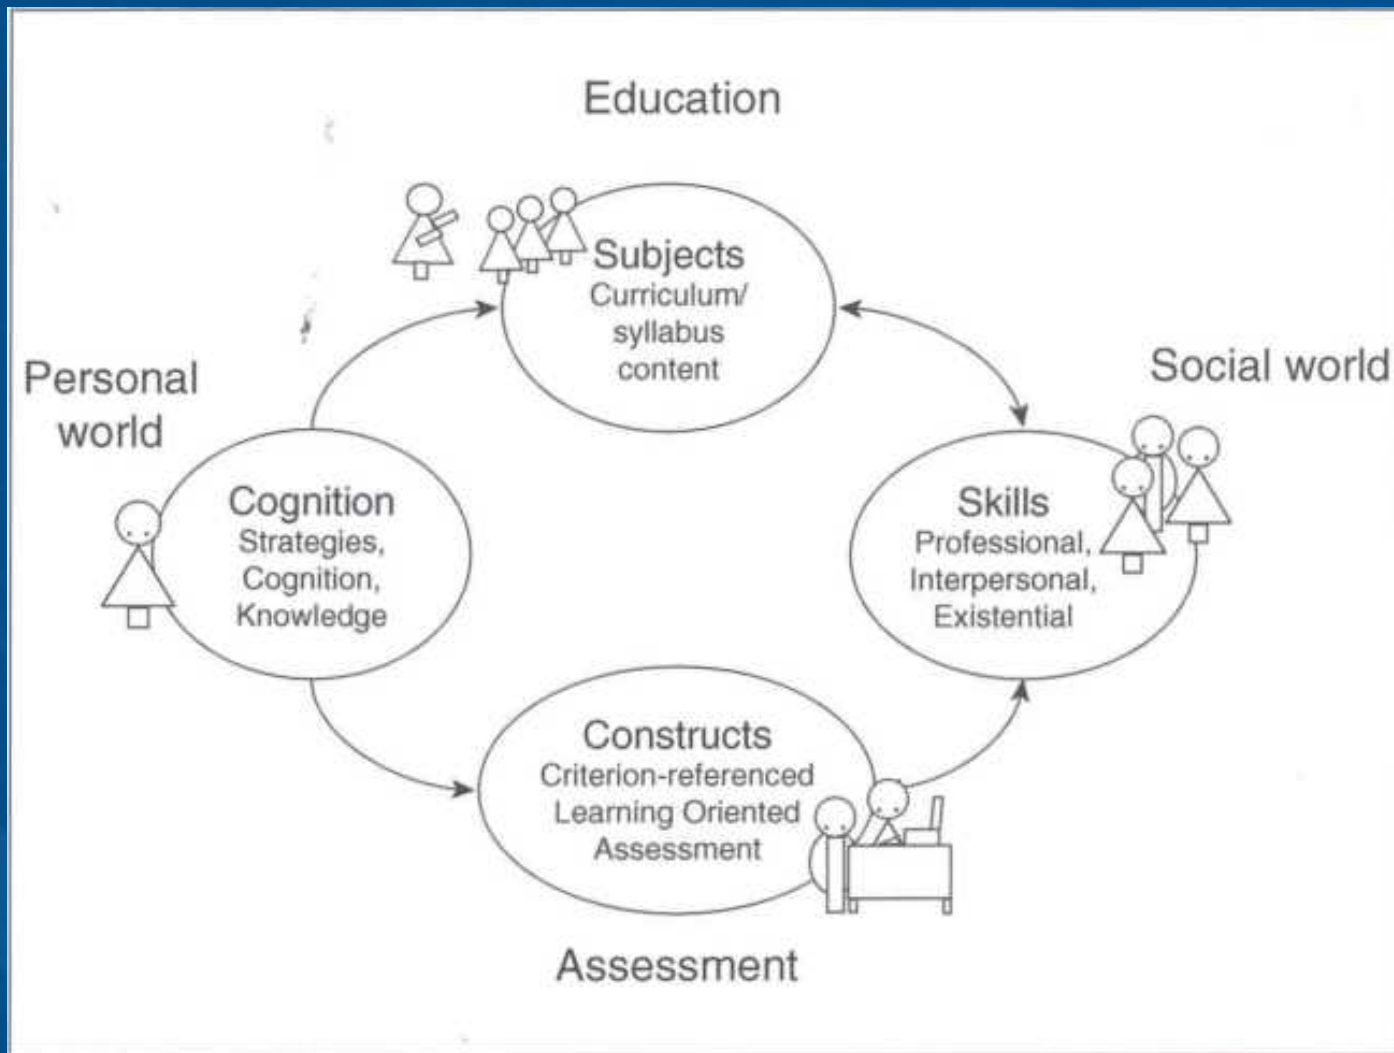 Education
Subjects
Curriculum/
syllabus
content
Personal
world
Social world
Cognition
Strategies,
Cognition,
Knowledge
Skills
Professional,
Interpersonal,
Existential
Constructs
Criterion-referenced
Learning Oriented
Assessment
Assessment